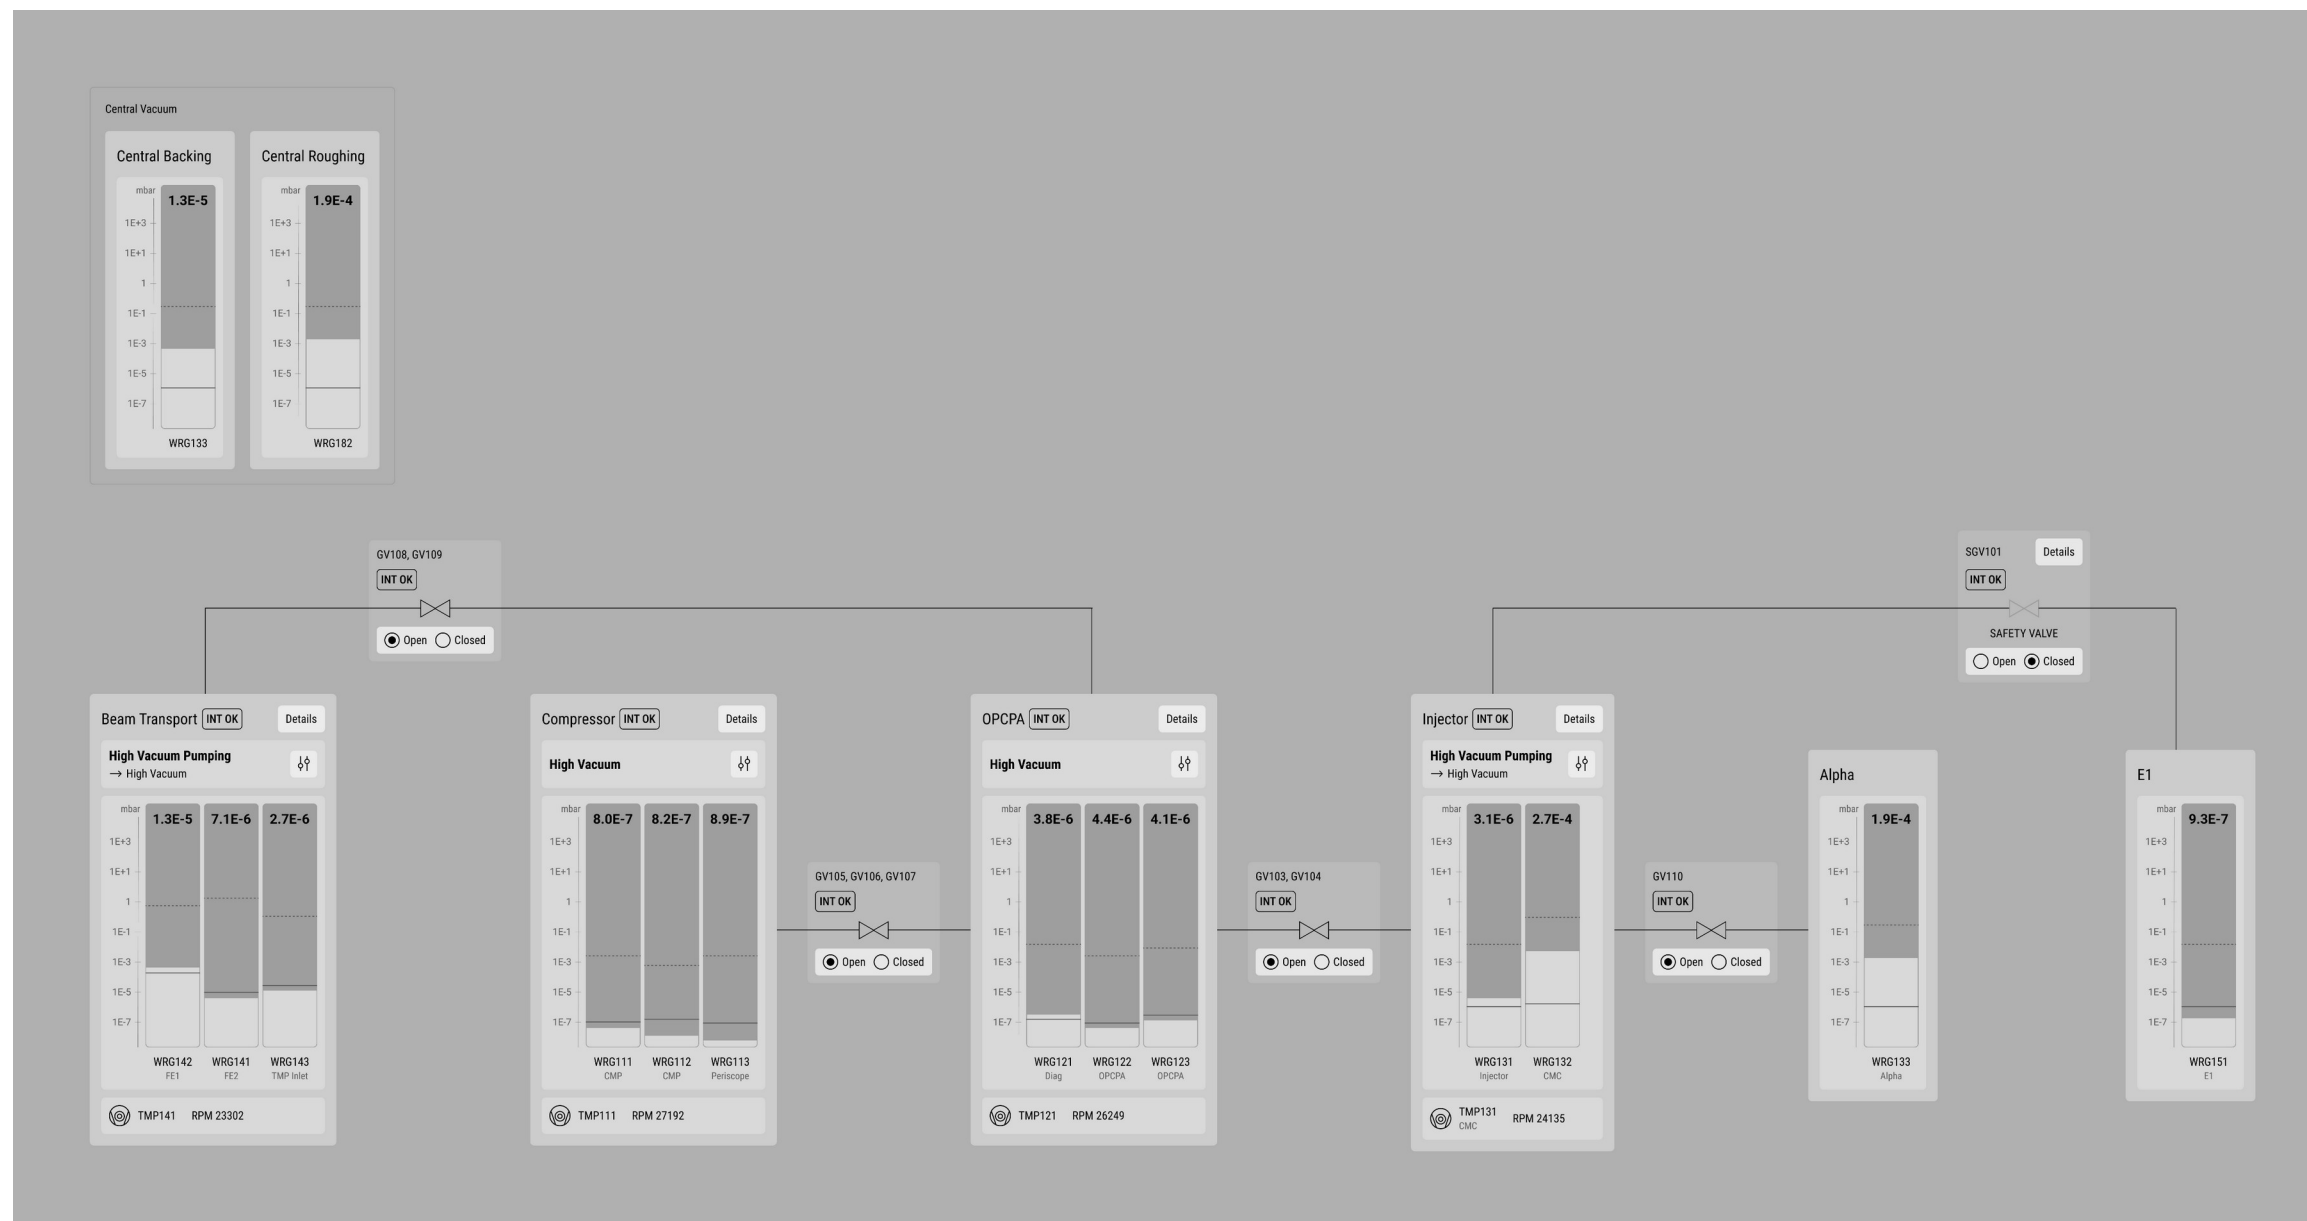 Central Vacuum
Central Backing
mbar
1.3E-5
1E+3
1E+1
1
1E-1
1E-3
1E-5
1E-7
WRG133
Central Roughing
mbar
1.9E-4
1E+3
1E+1
1
1E-1
1E-3
1E-5
1E-7
WRG182
GV108, GV109
INT OK
Open Closed
SGV101 Details
INT OK
SAFETY VALVE
Open Closed
Beam Transport INT OK Details
High Vacuum Pumping
→ High Vacuum
mbar
1.3E-5 7.1E-6 2.7E-6
1E+3
1E+1
1
1E-1
1E-3
1E-5
1E-7
WRG142 WRG141 WRG143
FE1 FE2 TMP Inlet
TMP141 RPM 23302
Compressor INT OK Details
High Vacuum
mbar
8.0E-7 8.2E-7 8.9E-7
1E+3
1E+1
1
1E-1
1E-3
1E-5
1E-7
WRG111 WRG112 WRG113
CMP CMP Periscope
TMP111 RPM 27192
GV105, GV106, GV107
INT OK
Open Closed
OPCPA INT OK Details
High Vacuum
mbar
3.8E-6 4.4E-6 4.1E-6
1E+3
1E+1
1
1E-1
1E-3
1E-5
1E-7
WRG121 WRG122 WRG123
Diag OPCPA OPCPA
TMP121 RPM 26249
GV103, GV104
INT OK
Open Closed
Injector INT OK Details
High Vacuum Pumping
→ High Vacuum
mbar
3.1E-6 2.7E-4
1E+3
1E+1
1
1E-1
1E-3
1E-5
1E-7
WRG131 WRG132
Injector CMC
TMP131 RPM 24135
CMC
GV110
INT OK
Open Closed
Alpha
mbar
1.9E-4
1E+3
1E+1
1
1E-1
1E-3
1E-5
1E-7
WRG133
Alpha
E1
mbar
9.3E-7
1E+3
1E+1
1
1E-1
1E-3
1E-5
1E-7
WRG151
E1